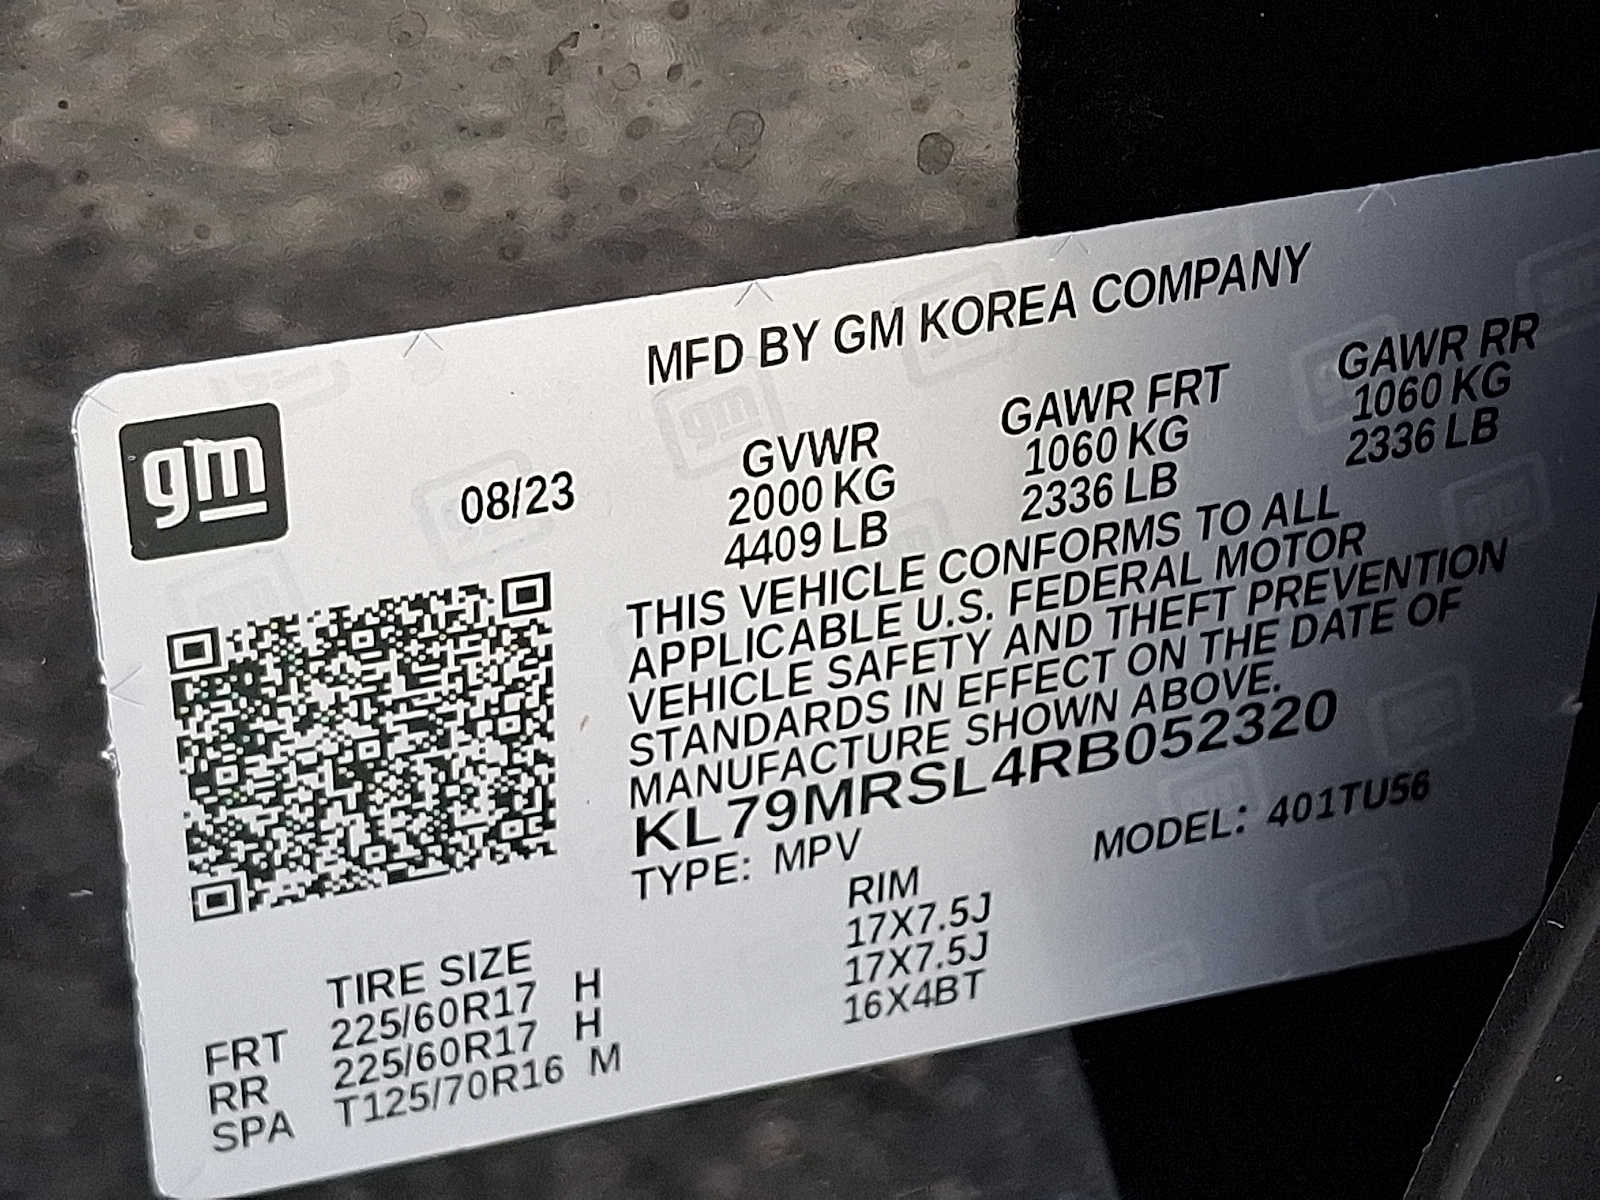 MFD BY GM KOREA COMPANY
gm
08/23
GVWR GAWR FRT GAWR RR
2000 KG 1060 KG 1060 KG
4409 LB 2336 LB 2336 LB
THIS VEHICLE CONFORMS TO ALL
APPLICABLE U.S. FEDERAL MOTOR
VEHICLE SAFETY AND THEFT PREVENTION
STANDARDS IN EFFECT ON THE DATE OF
MANUFACTURE SHOWN ABOVE.
KL79MRSL4RB052320
TYPE: MPV MODEL: 401TU56
TIRE SIZE RIM
FRT 225/60R17 H 17X7.5J
RR 225/60R17 H 17X7.5J
SPA T125/70R16 M 16X4BT